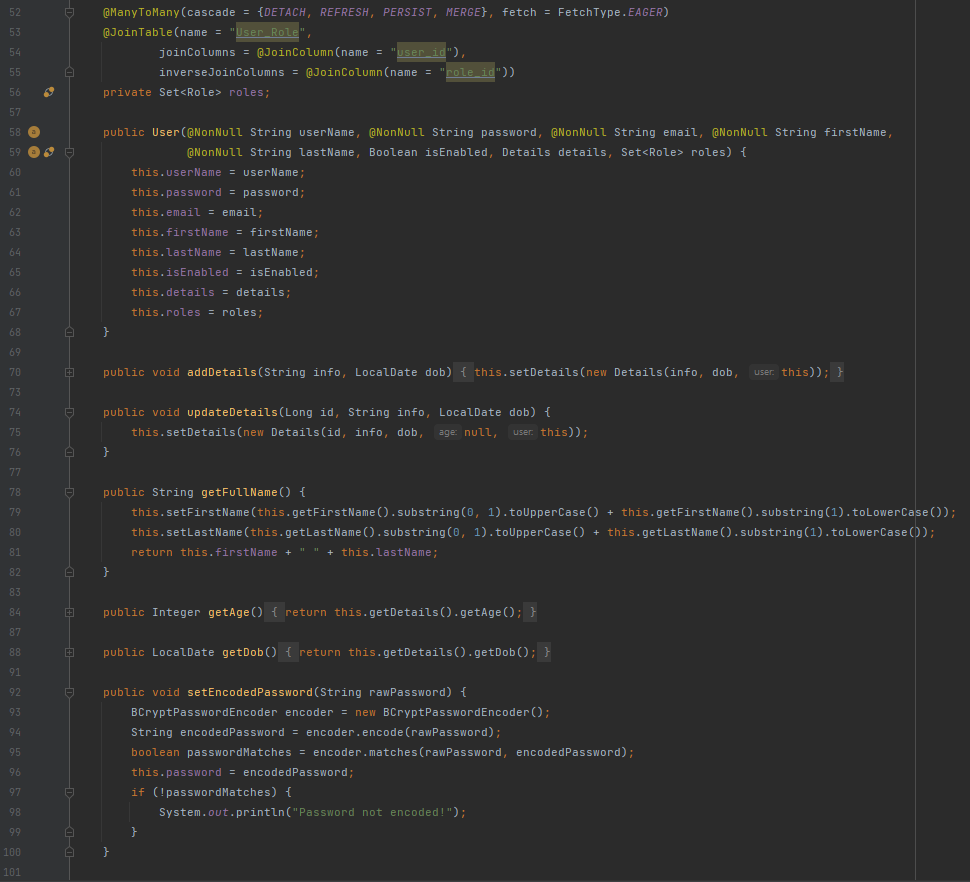 52 @ManyToMany(cascade = {DETACH, REFRESH, PERSIST, MERGE}, fetch = FetchType.EAGER)
53 @JoinTable(name = "User_Role",
54 joinColumns = @JoinColumn(name = "user_id"),
55 inverseJoinColumns = @JoinColumn(name = "role_id"))
56 private Set<Role> roles;
57
58 public User(@NonNull String userName, @NonNull String password, @NonNull String email, @NonNull String firstName,
59 @NonNull String lastName, Boolean isEnabled, Details details, Set<Role> roles) {
60 this.userName = userName;
61 this.password = password;
62 this.email = email;
63 this.firstName = firstName;
64 this.lastName = lastName;
65 this.isEnabled = isEnabled;
66 this.details = details;
67 this.roles = roles;
68 }
69
70 public void addDetails(String info, LocalDate dob) { this.setDetails(new Details(info, dob, user: this)); }
73
74 public void updateDetails(Long id, String info, LocalDate dob) {
75 this.setDetails(new Details(id, info, dob, age: null, user: this));
76 }
77
78 public String getFullName() {
79 this.setFirstName(this.getFirstName().substring(0, 1).toUpperCase() + this.getFirstName().substring(1).toLowerCase());
80 this.setLastName(this.getLastName().substring(0, 1).toUpperCase() + this.getLastName().substring(1).toLowerCase());
81 return this.firstName + " " + this.lastName;
82 }
83
84 public Integer getAge() { return this.getDetails().getAge(); }
87
88 public LocalDate getDob() { return this.getDetails().getDob(); }
91
92 public void setEncodedPassword(String rawPassword) {
93 BCryptPasswordEncoder encoder = new BCryptPasswordEncoder();
94 String encodedPassword = encoder.encode(rawPassword);
95 boolean passwordMatches = encoder.matches(rawPassword, encodedPassword);
96 this.password = encodedPassword;
97 if (!passwordMatches) {
98 System.out.println("Password not encoded!");
99 }
100 }
101